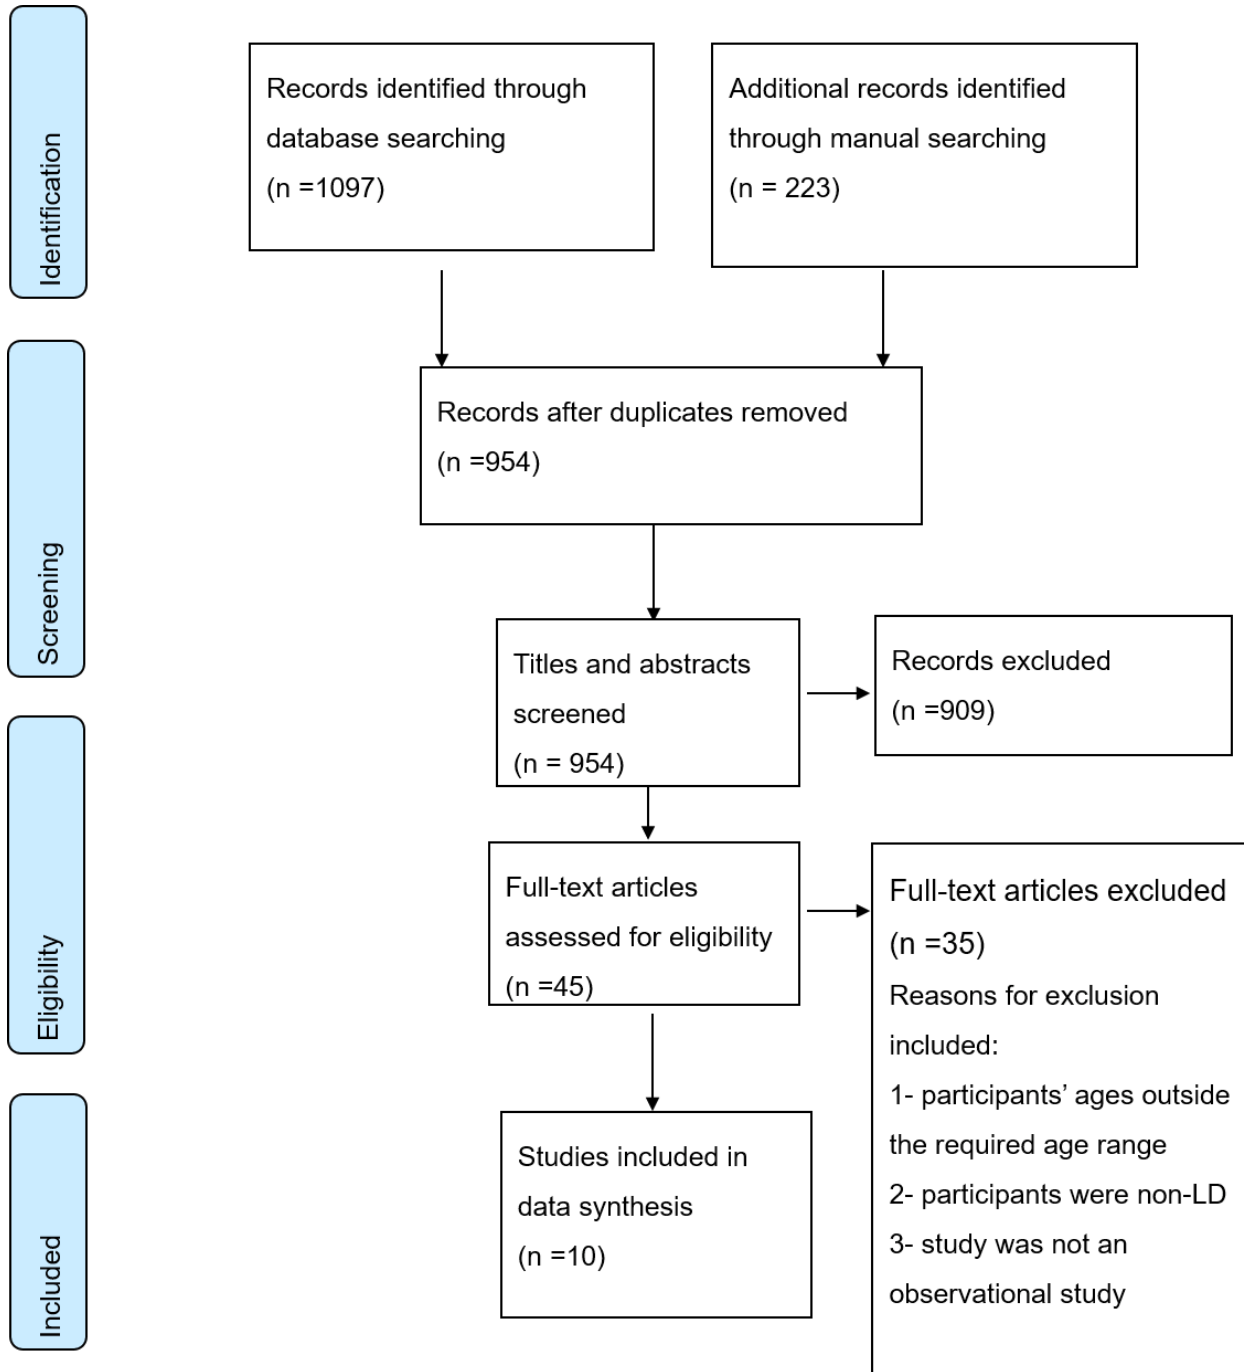 Identification
Records identified through
database searching
(n =1097)
Additional records identified
through manual searching
(n = 223)
Screening
Records after duplicates removed
(n =954)
Titles and abstracts
screened
(n = 954)
Records excluded
(n =909)
Eligibility
Full-text articles
assessed for eligibility
(n =45)
Full-text articles excluded
(n =35)
Reasons for exclusion
included:
1- participants’ ages outside
the required age range
2- participants were non-LD
3- study was not an
observational study
Included
Studies included in
data synthesis
(n =10)